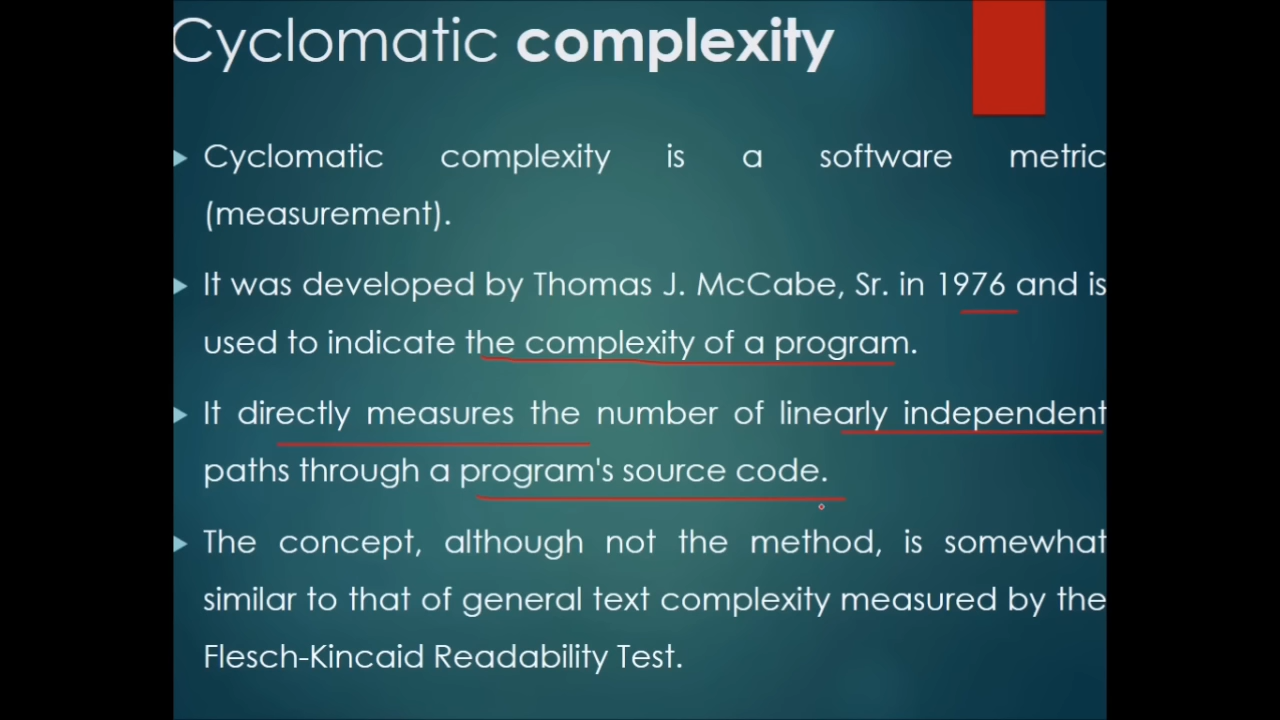 Cyclomatic complexity
Cyclomatic complexity is a software metric
(measurement).
It was developed by Thomas J. McCabe, Sr. in 1976 and is
used to indicate the complexity of a program.
It directly measures the number of linearly independent
paths through a program's source code.
The concept, although not the method, is somewhat
similar to that of general text complexity measured by the
Flesch-Kincaid Readability Test.